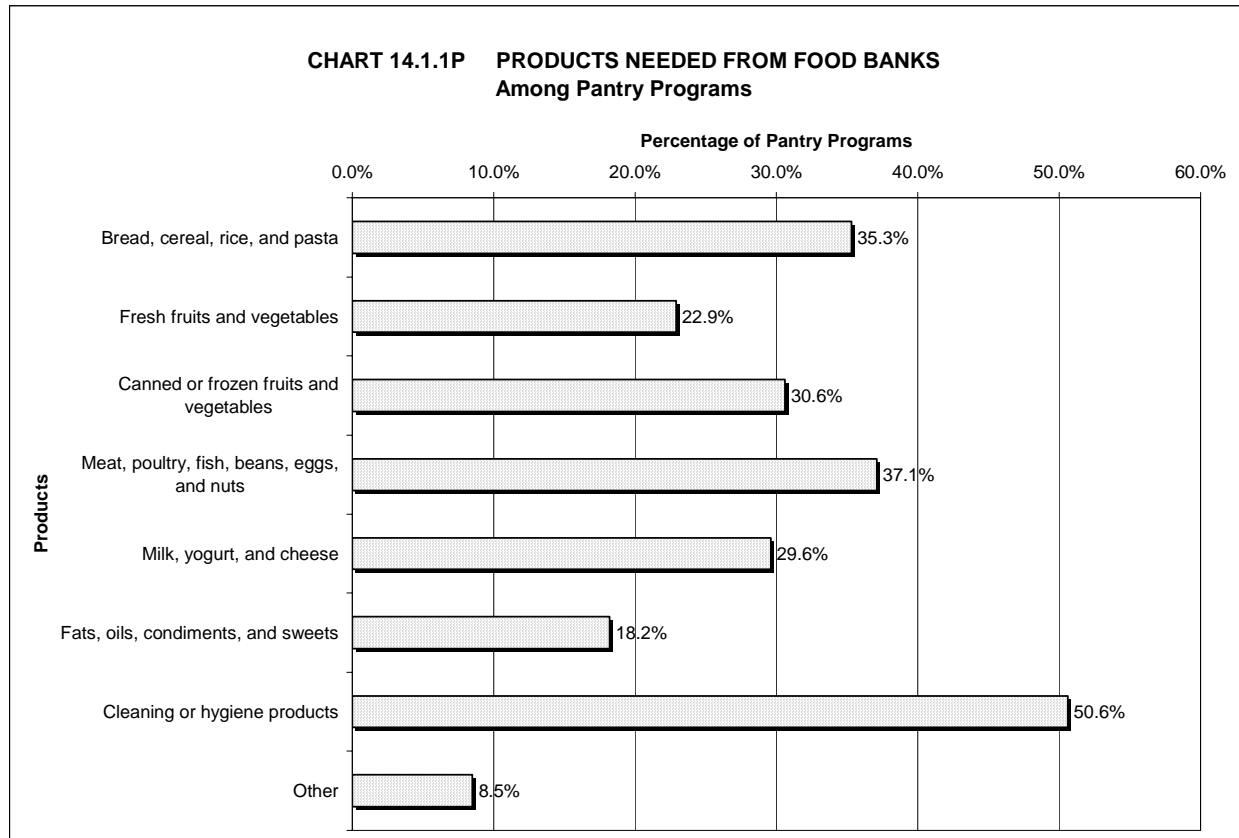 CHART 14.1.1P PRODUCTS NEEDED FROM FOOD BANKS
Among Pantry Programs
Percentage of Pantry Programs
0.0% 10.0% 20.0% 30.0% 40.0% 50.0% 60.0%
Products
Bread, cereal, rice, and pasta 35.3%
Fresh fruits and vegetables 22.9%
Canned or frozen fruits and
vegetables 30.6%
Meat, poultry, fish, beans, eggs,
and nuts 37.1%
Milk, yogurt, and cheese 29.6%
Fats, oils, condiments, and sweets 18.2%
Cleaning or hygiene products 50.6%
Other 8.5%